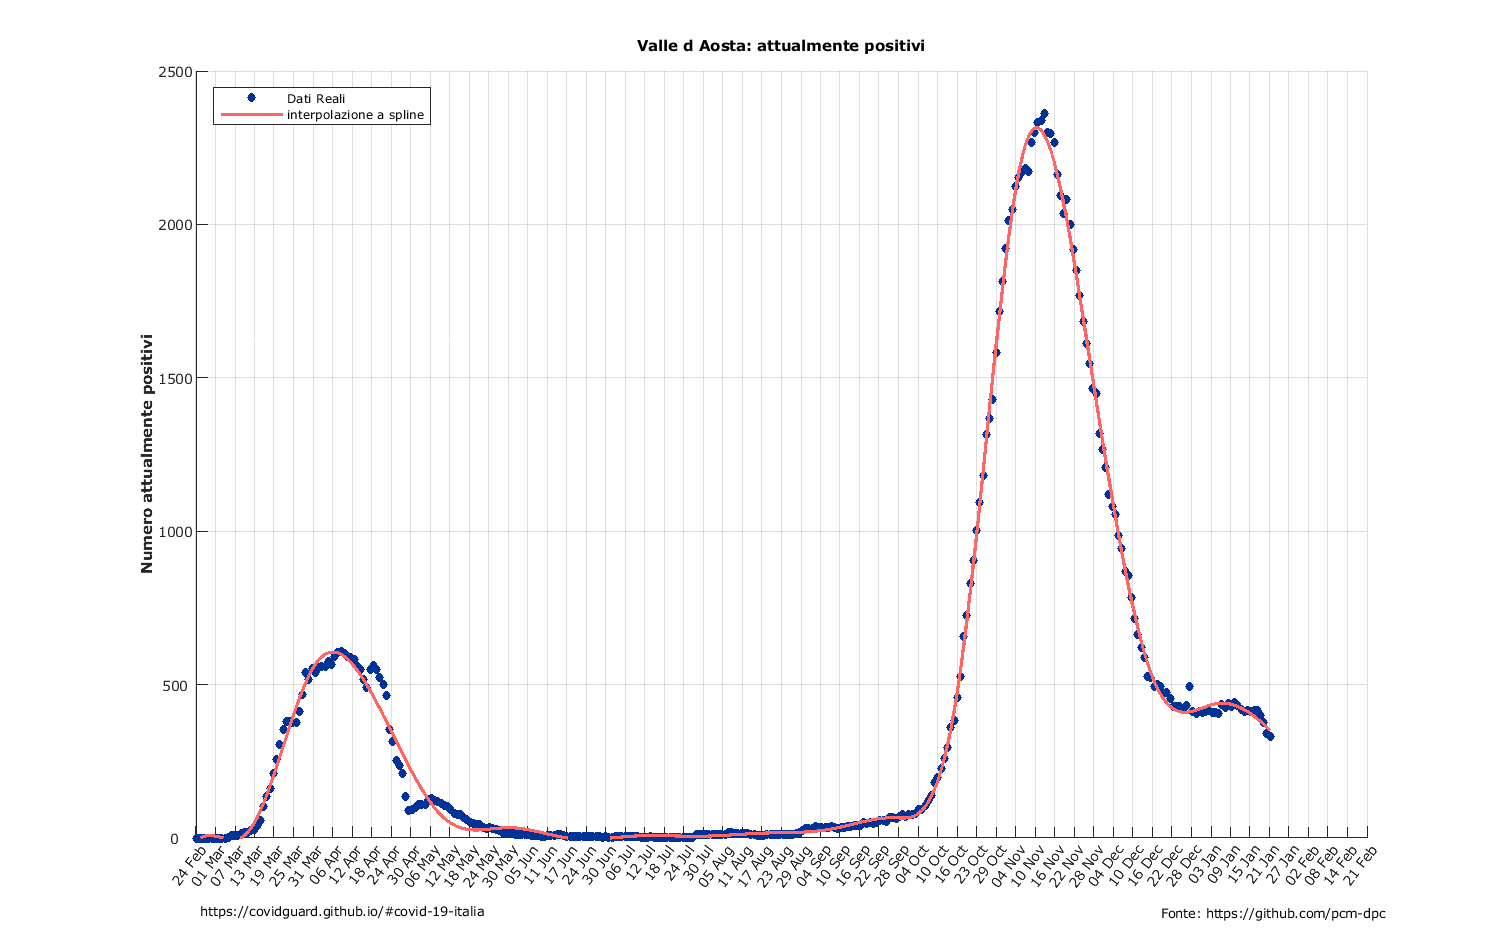 Valle d Aosta: attualmente positivi
2500
Dati Reali
interpolazione a spline
2000
1500
1000
500
0
Numero attualmente positivi
24 Feb
01 Mar
07 Mar
13 Mar
19 Mar
25 Mar
31 Mar
06 Apr
12 Apr
18 Apr
24 Apr
30 Apr
06 May
12 May
18 May
24 May
30 May
05 Jun
11 Jun
17 Jun
24 Jun
30 Jun
06 Jul
12 Jul
18 Jul
24 Jul
30 Jul
05 Aug
11 Aug
17 Aug
23 Aug
29 Aug
04 Sep
10 Sep
16 Sep
22 Sep
28 Sep
04 Oct
10 Oct
16 Oct
23 Oct
29 Oct
04 Nov
10 Nov
16 Nov
22 Nov
28 Nov
04 Dec
10 Dec
16 Dec
22 Dec
28 Dec
03 Jan
09 Jan
15 Jan
21 Jan
27 Jan
02 Feb
08 Feb
14 Feb
21 Feb
https://covidguard.github.io/#covid-19-italia
Fonte: https://github.com/pcm-dpc